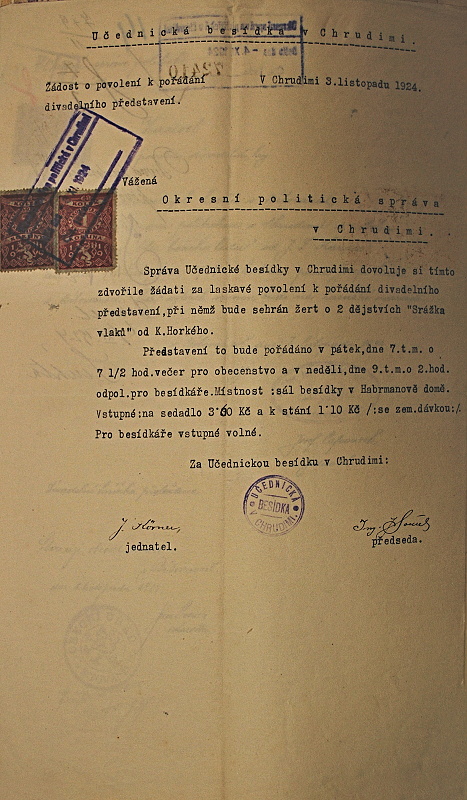 Učednická besídka v Chrudimi.
Žádost o povolení k pořádání V Chrudimi 3.listopadu 1924.
divadelního představení.
Vážená
Okresní politická správa
v Chrudimi.
Správa Učednické besídky v Chrudimi dovoluje si tímto
zdvořile žádati za laskavé povolení k pořádání divadelního
představení,při němž bude sehrán žert o 2 dějstvích "Srážka
vlaků" od K.Horkého.
Představení to bude pořádáno v pátek,dne 7.t.m. o
7 1/2 hod.večer pro obecenstvo a v neděli,dne 9.t.m.o 2.hod.
odpol.pro besídkáře.Místnost :sál besídky v Habrmanově domě.
Vstupné:na sedadlo 3˙60 Kč a k stání 1˙10 Kč /:se zem.dávkou:/.
Pro besídkáře vstupné volné.
Za Učednickou besídku v Chrudimi:
UČEDNICKÁ
BESÍDKA
V CHRUDIMI.
jednatel. předseda.
politická v Chrudimi
1924